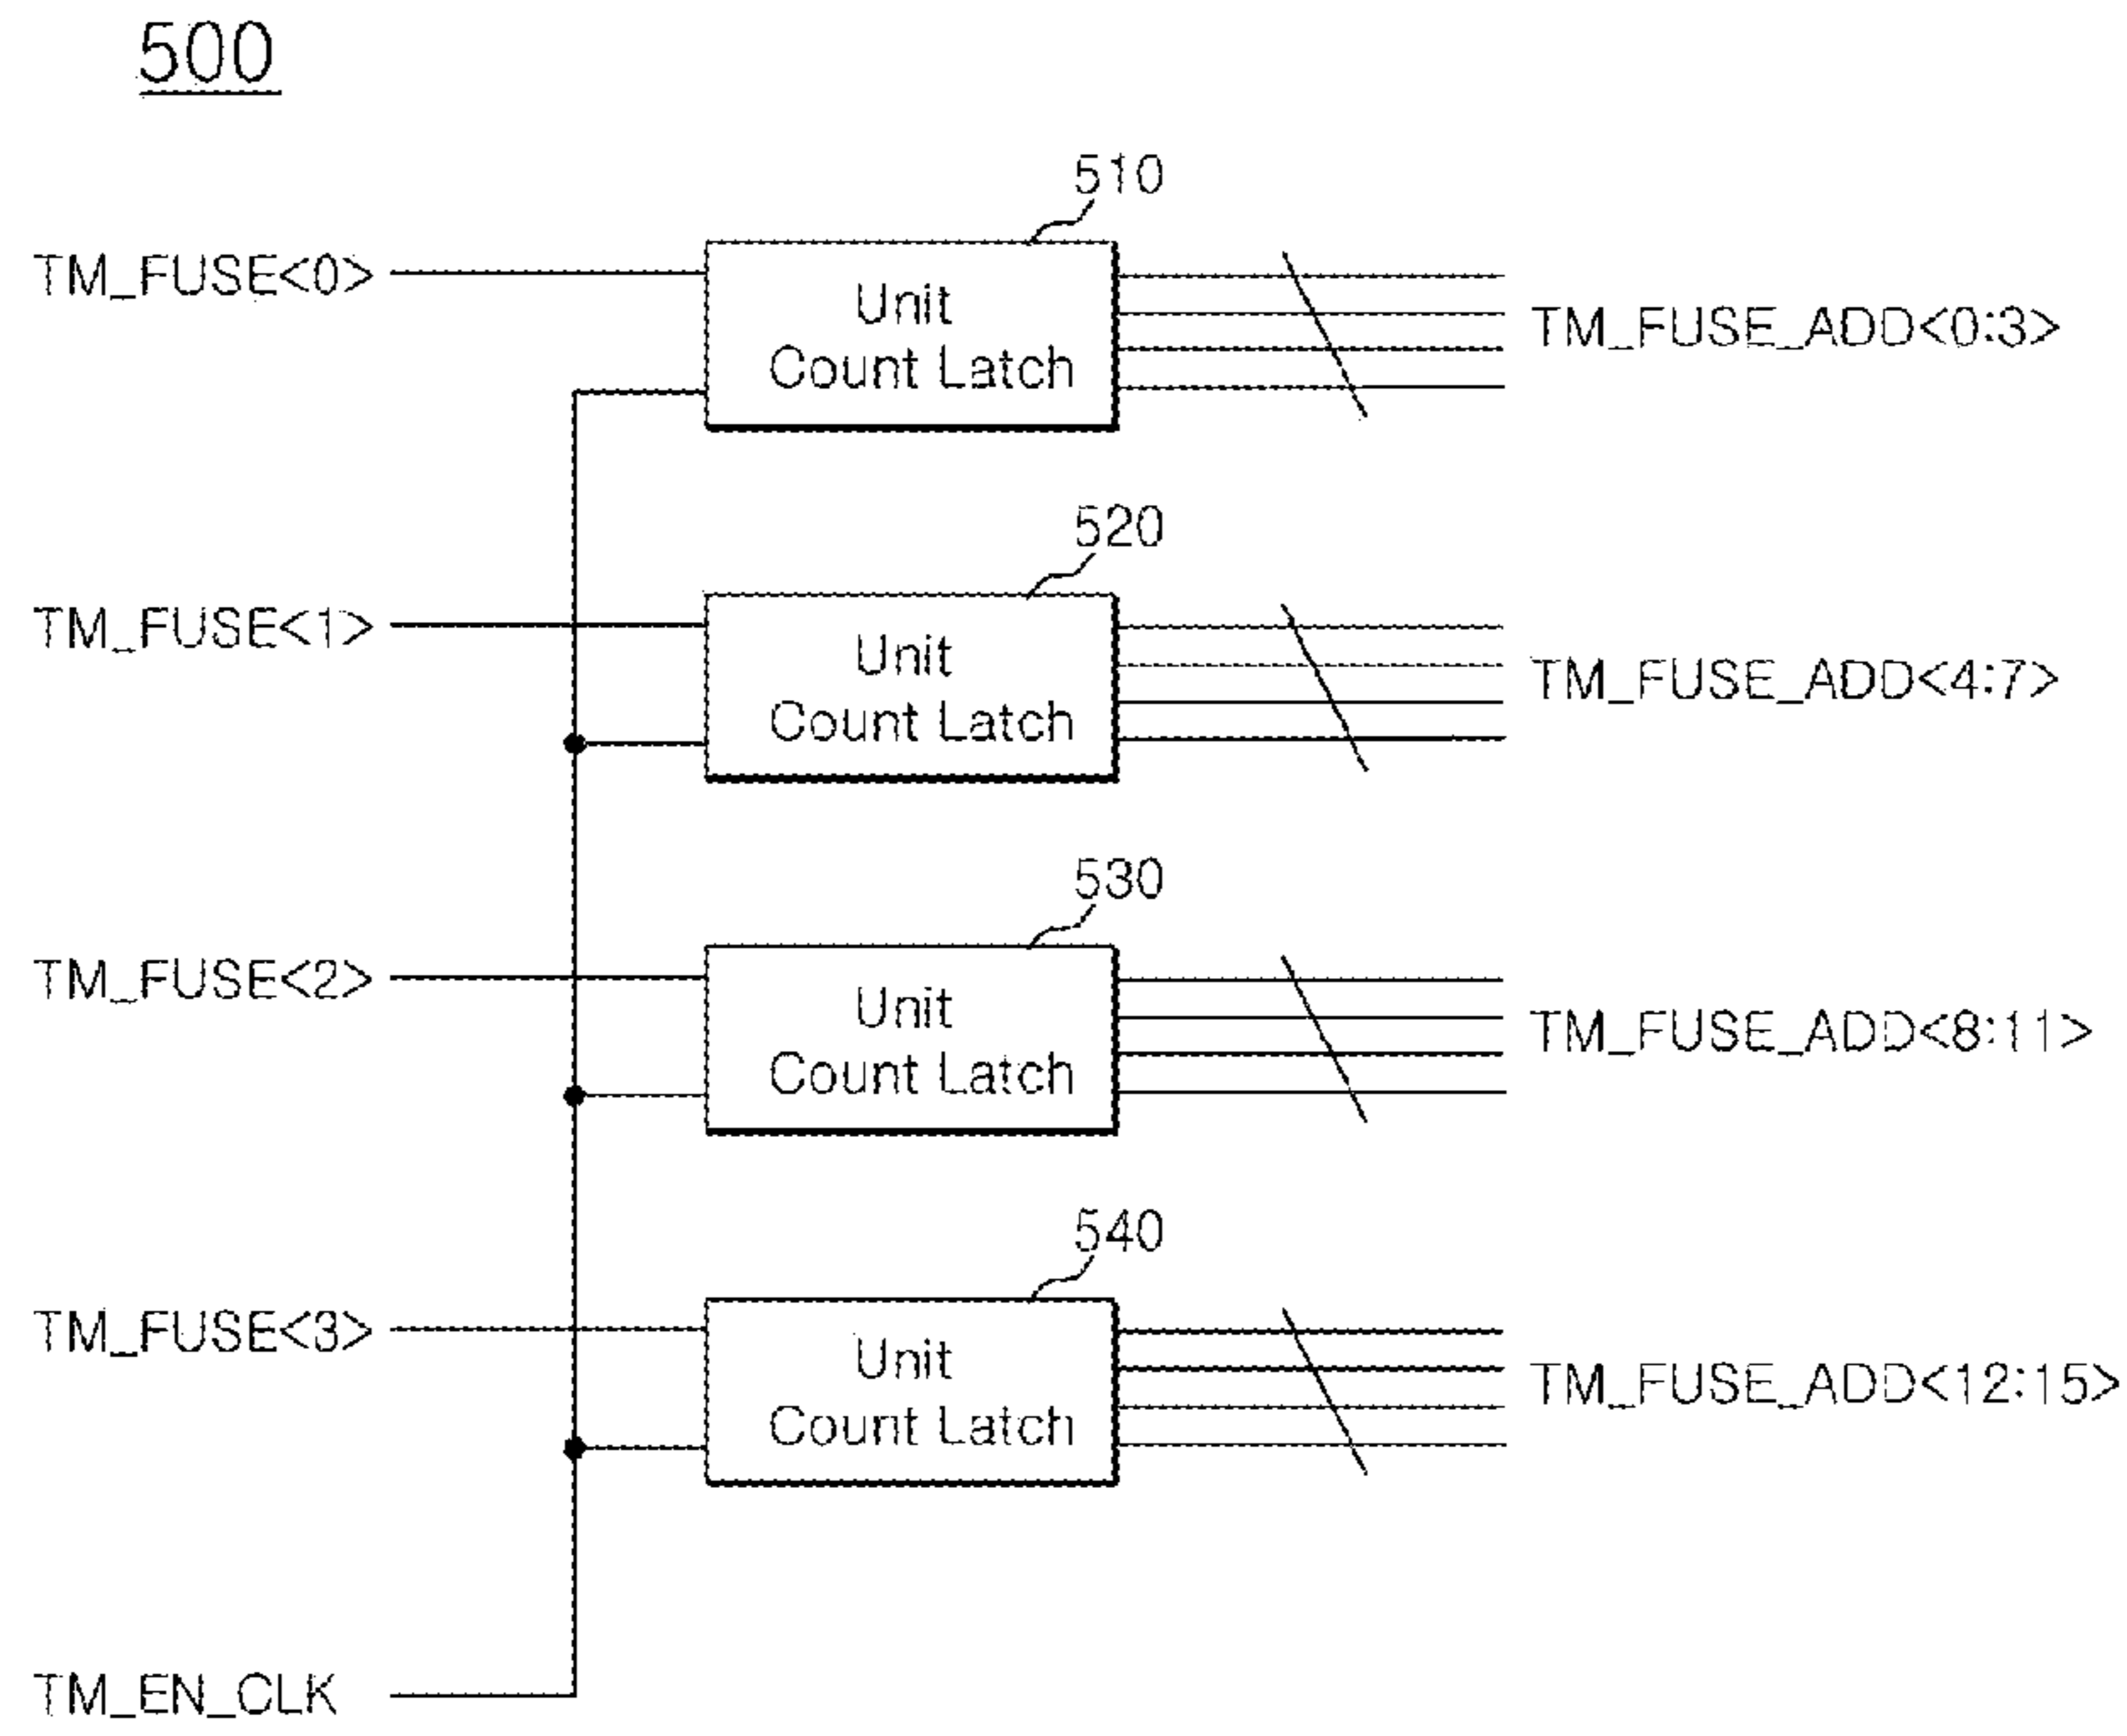 500
510
TM_FUSE<0>
Unit
Count Latch
TM_FUSE_ADD<0:3>
520
TM_FUSE<1>
Unit
Count Latch
TM_FUSE_ADD<4:7>
530
TM_FUSE<2>
Unit
Count Latch
TM_FUSE_ADD<8:11>
540
TM_FUSE<3>
Unit
Count Latch
TM_FUSE_ADD<12:15>
TM_EN_CLK